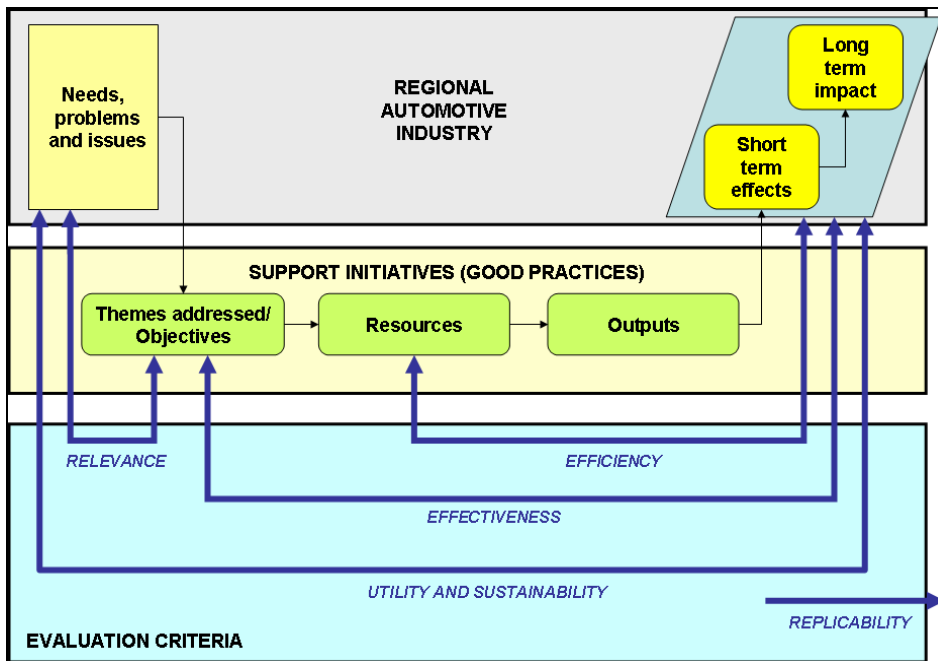 Needs,
problems
and issues
REGIONAL
AUTOMOTIVE
INDUSTRY
Long
term
impact
Short
term
effects
SUPPORT INITIATIVES (GOOD PRACTICES)
Themes addressed/
Objectives
Resources
Outputs
RELEVANCE
EFFICIENCY
EFFECTIVENESS
UTILITY AND SUSTAINABILITY
REPLICABILITY
EVALUATION CRITERIA